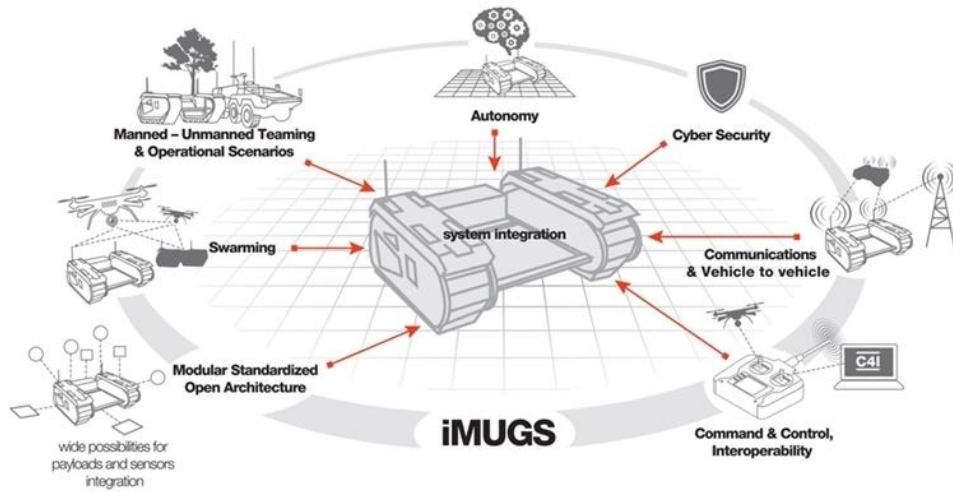 Autonomy
Manned – Unmanned Teaming
& Operational Scenarios
Cyber Security
Swarming
system integration
Communications
& Vehicle to vehicle
Modular Standardized
Open Architecture
C4I
wide possibilities for
payloads and sensors
integration
iMUGS
Command & Control,
Interoperability